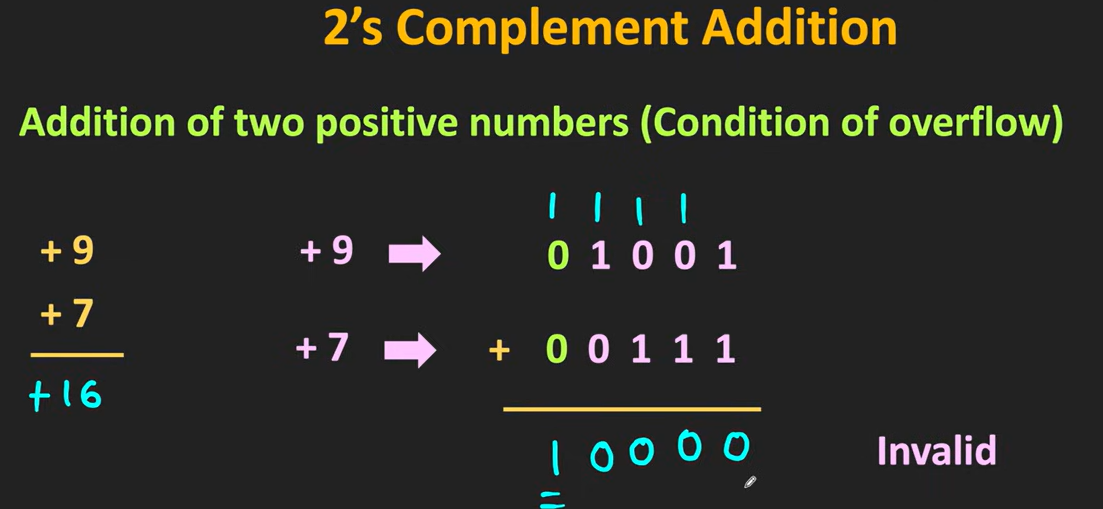 2's Complement Addition
Addition of two positive numbers (Condition of overflow)
1 1 1 1
+ 9 + 9 0 1 0 0 1
+ 7 + 7 + 0 0 1 1 1
+16 1 0 0 0 0 Invalid